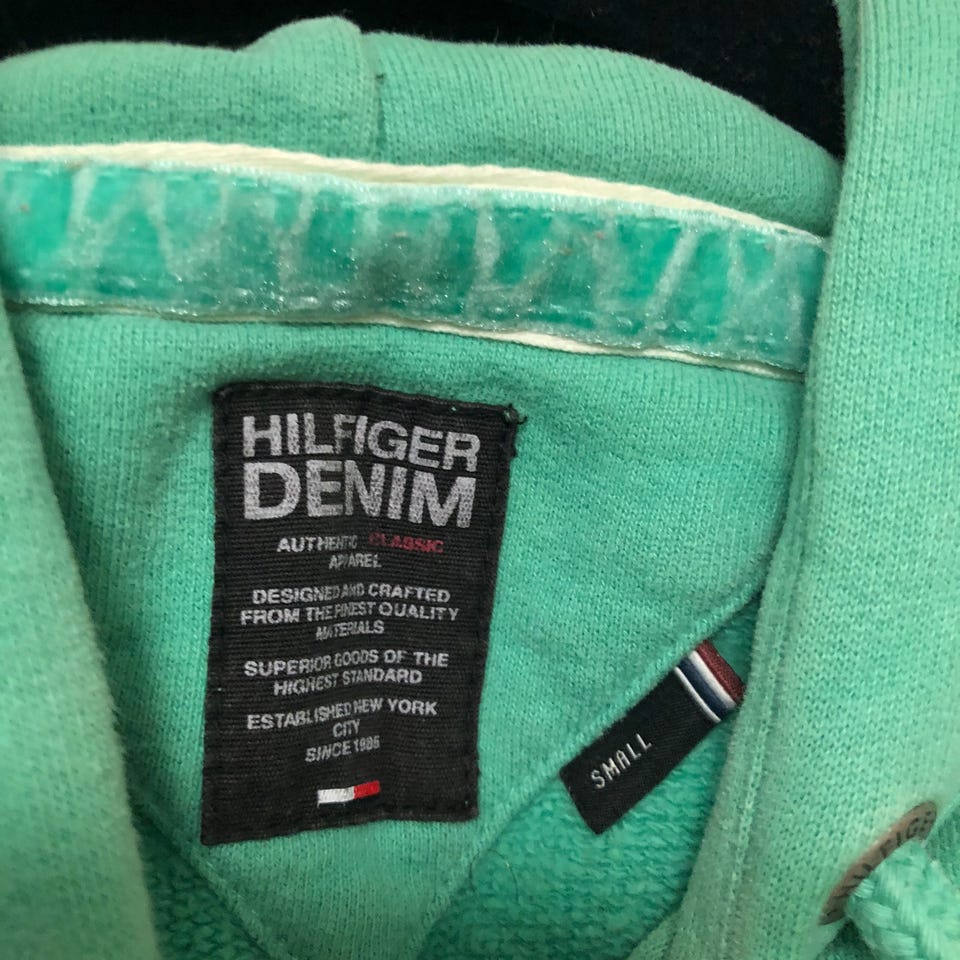 HILFIGER
DENIM
AUTHENTIC CLASSIC
APPAREL
DESIGNED AND CRAFTED
FROM THE FINEST QUALITY
MATERIALS
SUPERIOR GOODS OF THE
HIGHEST STANDARD
ESTABLISHED NEW YORK
CITY
SINCE 1985
SMALL